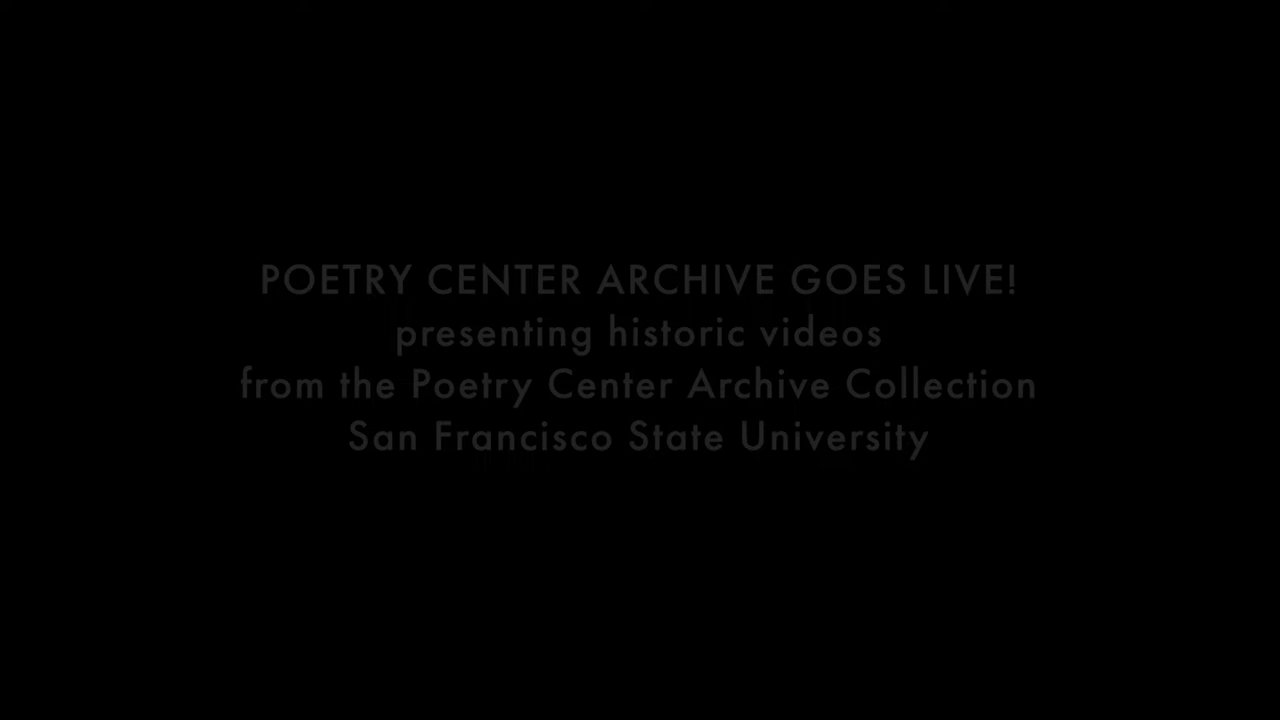 POETRY CENTER ARCHIVE GOES LIVE!
presenting historic videos
from the Poetry Center Archive Collection
San Francisco State University